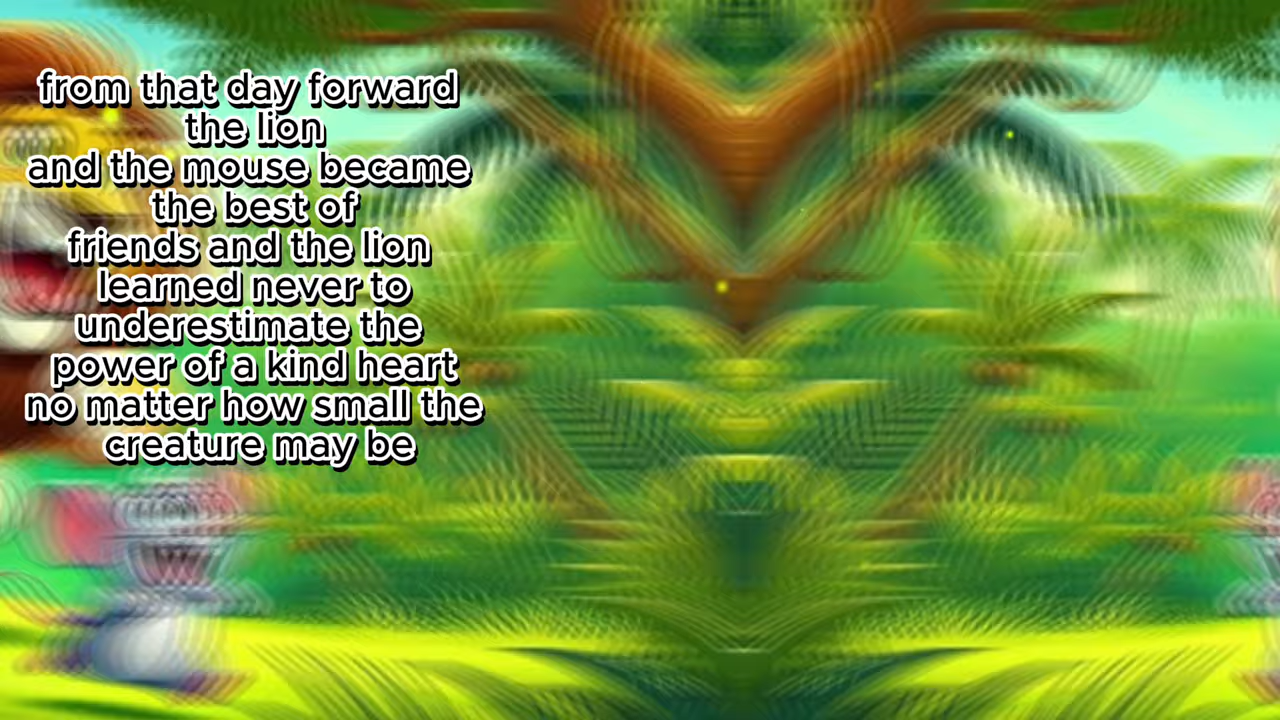 from that day forward
the lion
and the mouse became
the best of
friends and the lion
learned never to
underestimate the
power of a kind heart
no matter how small the
creature may be